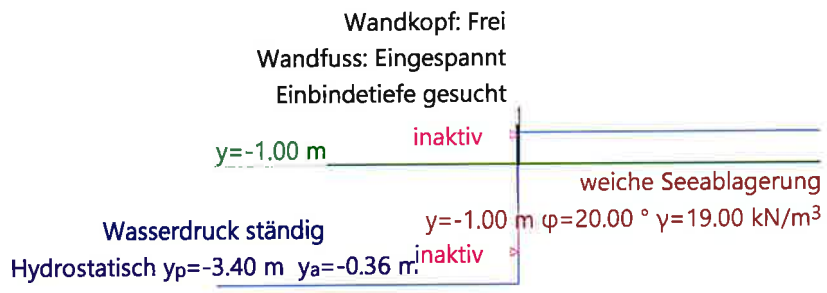 Wandkopf: Frei
Wandfuss: Eingespannt
Einbindetiefe gesucht
inaktiv
y=-1.00 m
weiche Seeablagerung
y=-1.00 m φ=20.00 ° γ=19.00 kN/m³
Wasserdruck ständig
inaktiv
Hydrostatisch yp=-3.40 m ya=-0.36 m